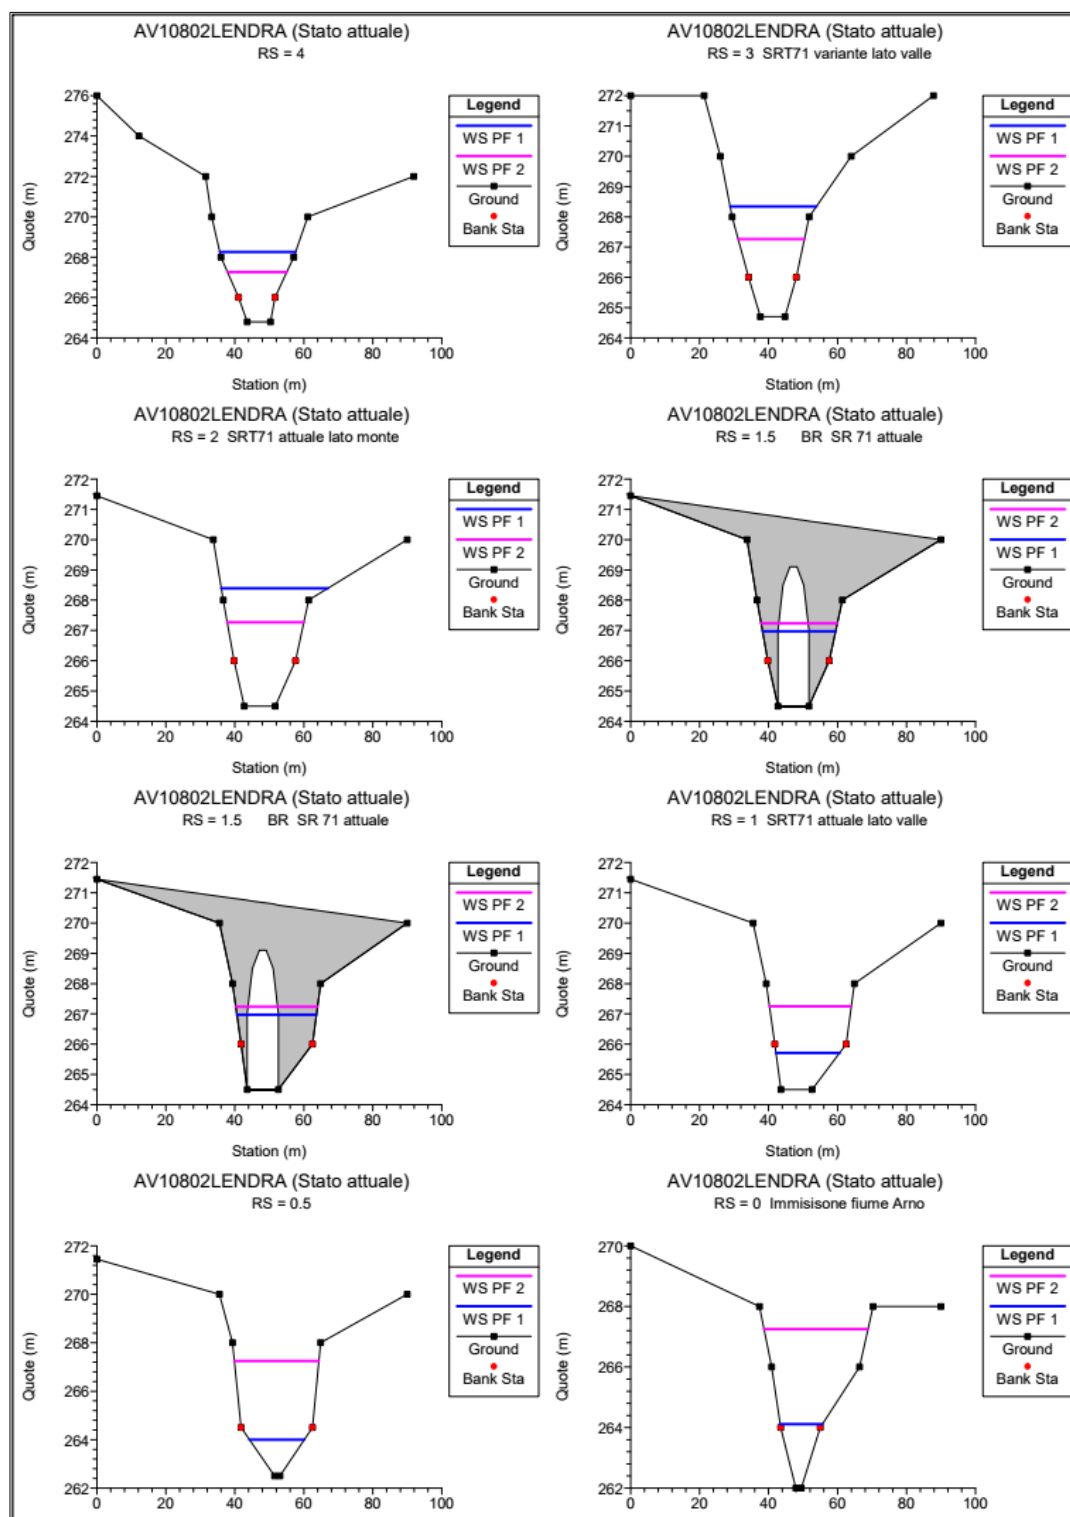 AV10802LENDRA (Stato attuale)
RS = 4
276
274
272
270
268
266
264
0
20
40
60
80
100
Quote (m)
Station (m)
Legend
WS PF 1
WS PF 2
Ground
Bank Sta
AV10802LENDRA (Stato attuale)
RS = 3 SRT71 variante lato valle
272
271
270
269
268
267
266
265
264
0
20
40
60
80
100
Quote (m)
Station (m)
Legend
WS PF 1
WS PF 2
Ground
Bank Sta
AV10802LENDRA (Stato attuale)
RS = 2 SRT71 attuale lato monte
272
271
270
269
268
267
266
265
264
0
20
40
60
80
100
Quote (m)
Station (m)
Legend
WS PF 1
WS PF 2
Ground
Bank Sta
AV10802LENDRA (Stato attuale)
RS = 1.5 BR SR 71 attuale
272
271
270
269
268
267
266
265
264
0
20
40
60
80
100
Quote (m)
Station (m)
Legend
WS PF 2
WS PF 1
Ground
Bank Sta
AV10802LENDRA (Stato attuale)
RS = 1.5 BR SR 71 attuale
272
271
270
269
268
267
266
265
264
0
20
40
60
80
100
Quote (m)
Station (m)
Legend
WS PF 2
WS PF 1
Ground
Bank Sta
AV10802LENDRA (Stato attuale)
RS = 1 SRT71 attuale lato valle
272
271
270
269
268
267
266
265
264
0
20
40
60
80
100
Quote (m)
Station (m)
Legend
WS PF 2
WS PF 1
Ground
Bank Sta
AV10802LENDRA (Stato attuale)
RS = 0.5
272
270
268
266
264
262
0
20
40
60
80
100
Quote (m)
Station (m)
Legend
WS PF 2
WS PF 1
Ground
Bank Sta
AV10802LENDRA (Stato attuale)
RS = 0 Immisisone fiume Arno
270
268
266
264
262
0
20
40
60
80
100
Quote (m)
Station (m)
Legend
WS PF 2
WS PF 1
Ground
Bank Sta